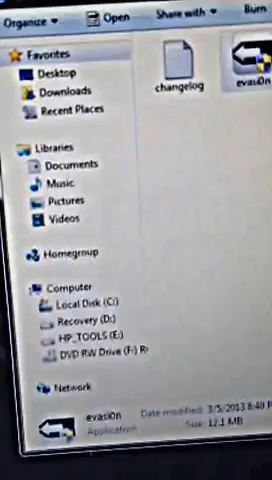 Organize
Open
Share with
Burn
Favorites
Desktop
Downloads
Recent Places
Libraries
Documents
Music
Pictures
Videos
Homegroup
Computer
Local Disk (C:)
Recovery (D:)
HP_TOOLS (E:)
DVD RW Drive (F:) R
Network
changelog
evasi0n
evasi0n
Application
Date modified: 3/5/2013 8:40 P
Size: 12.1 MB